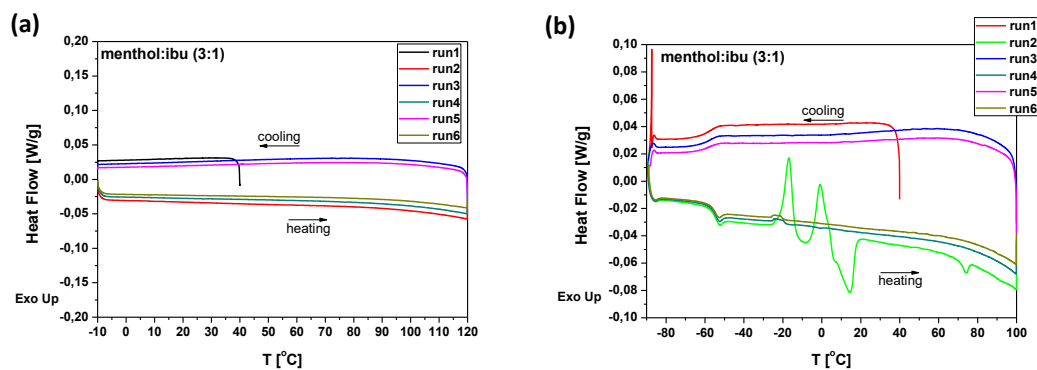 (a)
menthol:ibu (3:1)
run1
run2
run3
run4
run5
run6
cooling
heating
Heat Flow [W/g]
0,20
0,15
0,10
0,05
0,00
-0,05
-0,10
-0,15
-0,20
Exo Up
-10 0 10 20 30 40 50 60 70 80 90 100 110 120
T [°C]
(b)
menthol:ibu (3:1)
run1
run2
run3
run4
run5
run6
cooling
heating
Heat Flow [W/g]
0,10
0,08
0,06
0,04
0,02
0,00
-0,02
-0,04
-0,06
-0,08
-0,10
Exo Up
-80 -60 -40 -20 0 20 40 60 80 100
T [°C]